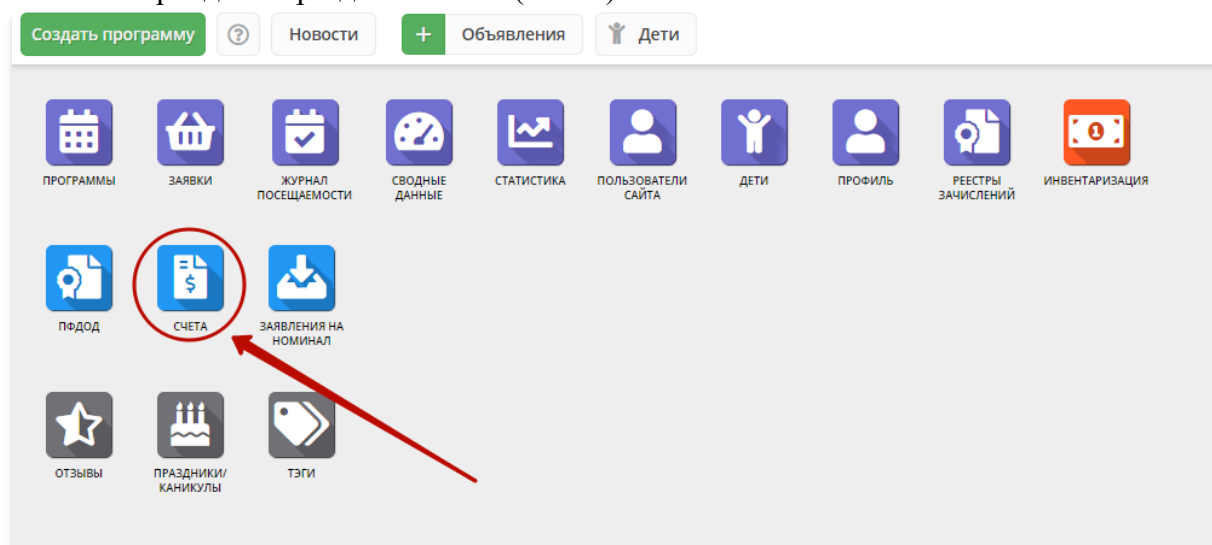 Создать программу ? Новости + Объявления Дети
ПРОГРАММЫ ЗАЯВКИ ЖУРНАЛ ПОСЕЩАЕМОСТИ СВОДНЫЕ ДАННЫЕ СТАТИСТИКА ПОЛЬЗОВАТЕЛИ САЙТА ДЕТИ ПРОФИЛЬ РЕЕСТРЫ ЗАЧИСЛЕНИЙ 1 ИНВЕНТАРИЗАЦИЯ
ПФДОД $ СЧЕТА ЗАЯВЛЕНИЯ НА НОМИНАЛ
ОТЗЫВЫ ПРАЗДНИКИ/ КАНИКУЛЫ ТЭГИ